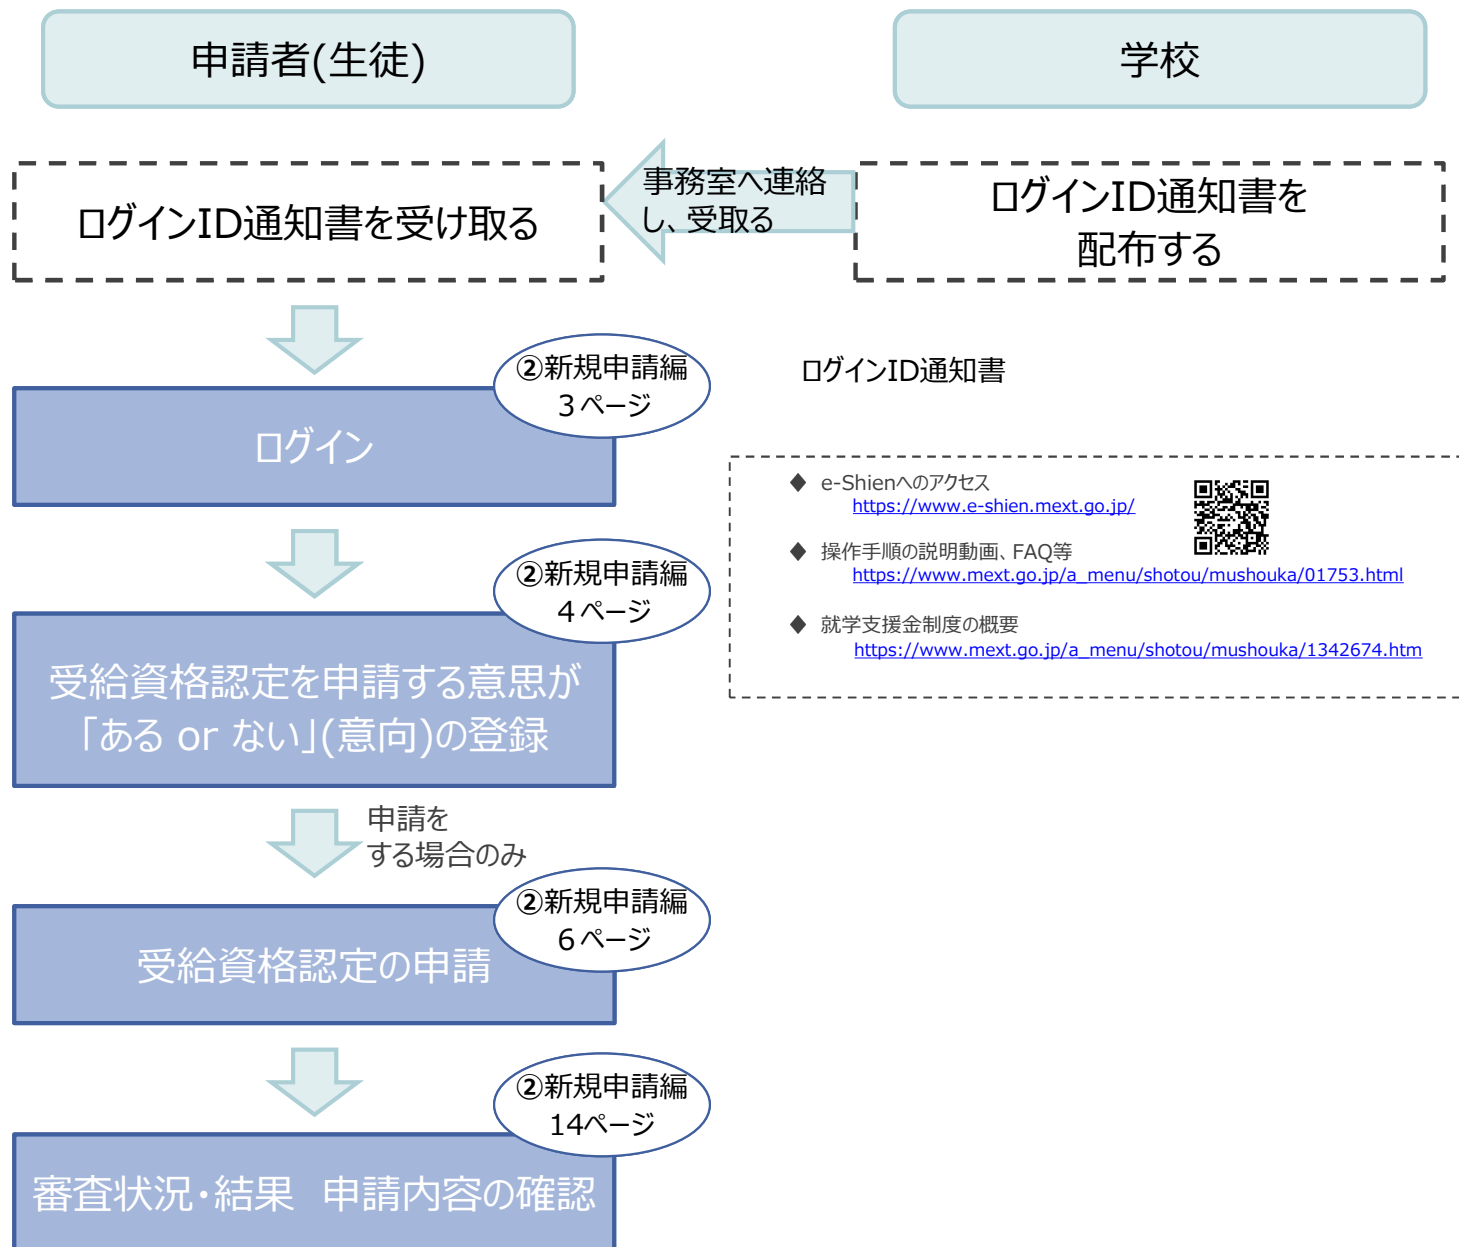 申請者(生徒)
学校
ログインID通知書を受け取る
事務室へ連絡
し、受取る
ログインID通知書を
配布する
②新規申請編
3ページ
ログイン
ログインID通知書
◆ e-Shienへのアクセス
https://www.e-shien.mext.go.jp/
◆ 操作手順の説明動画、FAQ等
https://www.mext.go.jp/a_menu/shotou/mushouka/01753.html
◆ 就学支援金制度の概要
https://www.mext.go.jp/a_menu/shotou/mushouka/1342674.htm
②新規申請編
4ページ
受給資格認定を申請する意思が
「ある or ない」(意向)の登録
申請を
する場合のみ
②新規申請編
6ページ
受給資格認定の申請
②新規申請編
14ページ
審査状況・結果　申請内容の確認